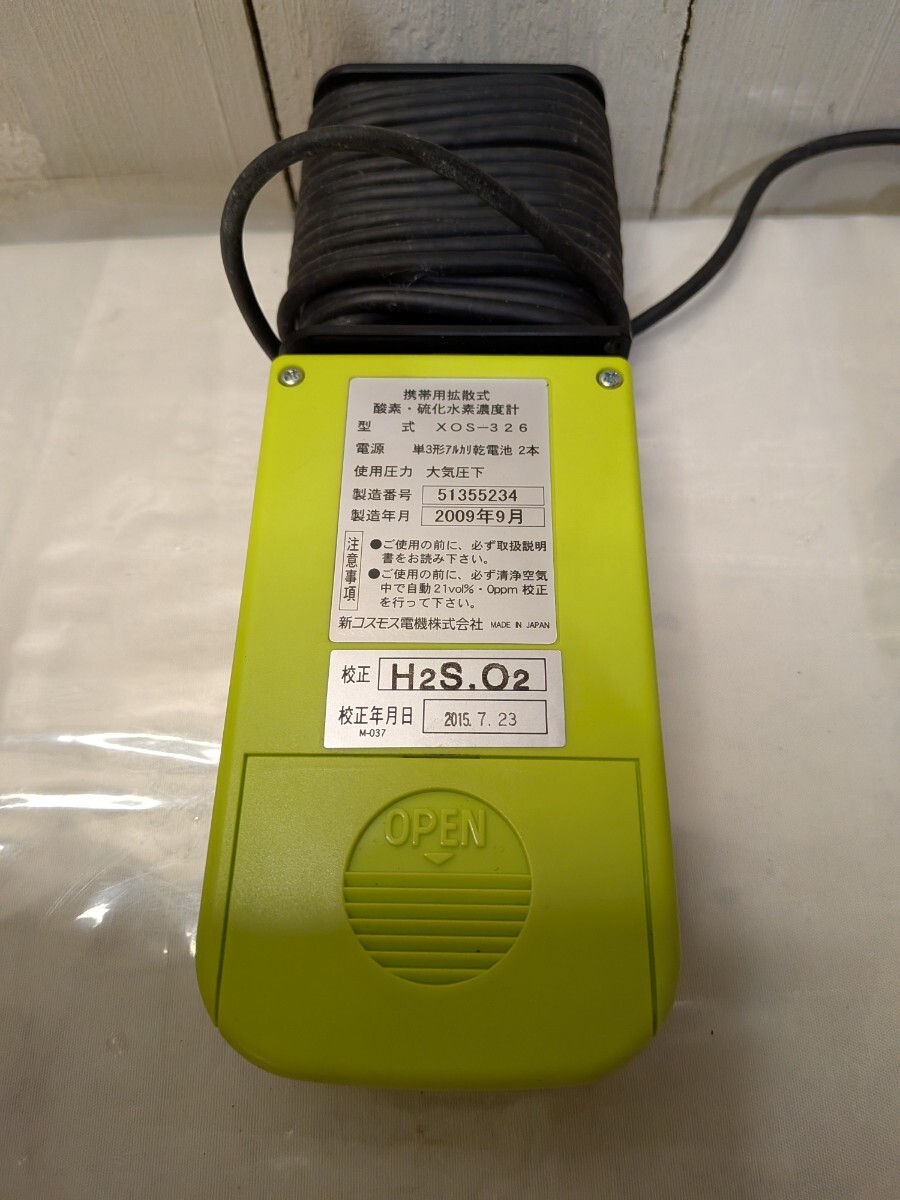 携帯用拡散式
酸素・硫化水素濃度計
型 式 XOS-326
電源 単3形アルカリ乾電池 2本
使用圧力 大気圧下
製造番号 51355234
製造年月 2009年9月
注意事項
●ご使用の前に、必ず取扱説明
書をお読み下さい。
●ご使用の前に、必ず清浄空気
中で自動21vol%・0ppm 校正
を行って下さい。
新コスモス電機株式会社 MADE IN JAPAN
校正 H2S.O2
校正年月日 2015. 7. 23
M-037
OPEN